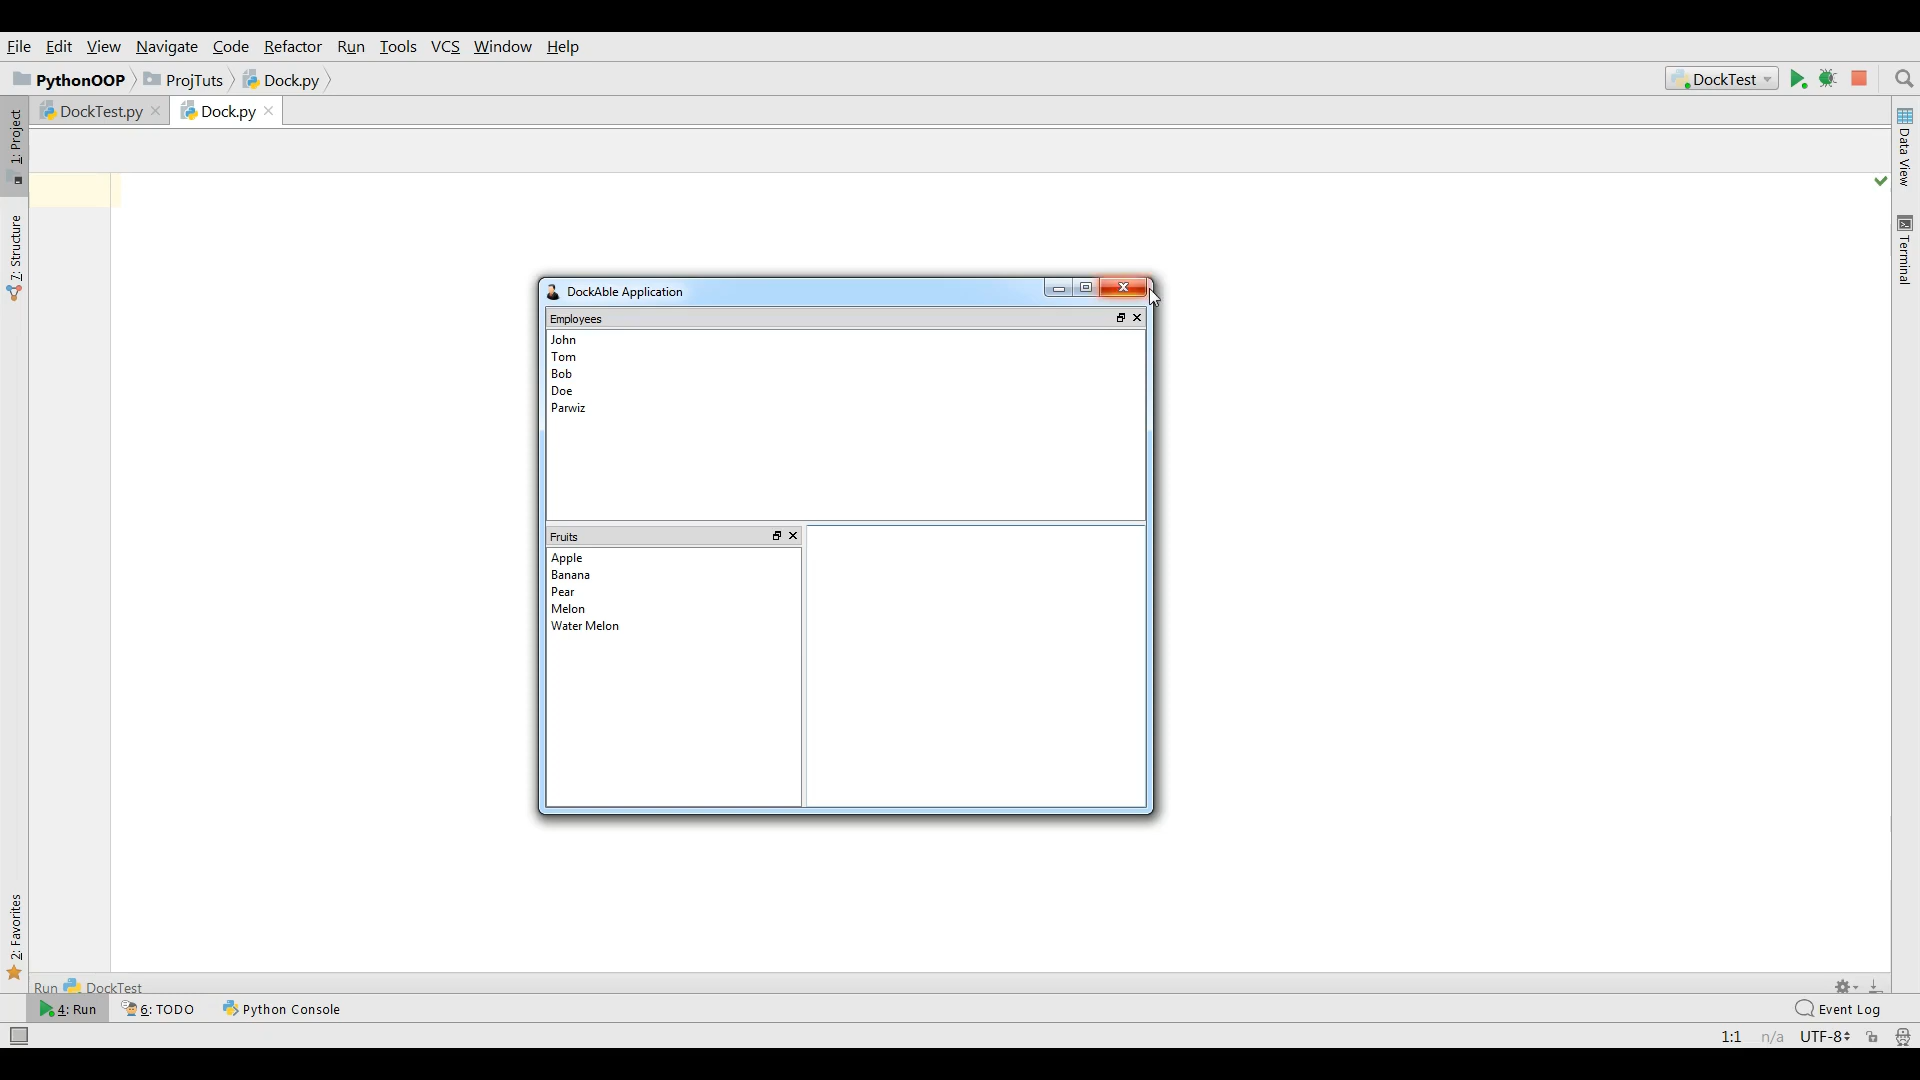 File Edit View Navigate Code Refactor Run Tools VCS Window Help
PythonOOP ProjTuts Dock.py
DockTest
DockTest.py Dock.py
1: Project
7: Structure
2: Favorites
Data View
Terminal
DockAble Application
Employees
John
Tom
Bob
Doe
Parwiz
Fruits
Apple
Banana
Pear
Melon
Water Melon
Run DockTest
4: Run 6: TODO Python Console Event Log
1:1 n/a UTF-8